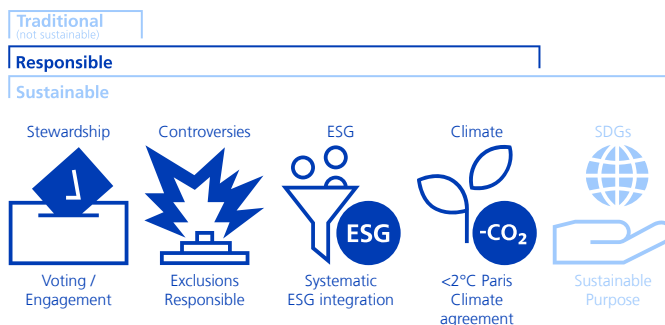 Traditional
(not sustainable)
Responsible
Sustainable
Stewardship
Controversies
ESG
Climate
SDGs
ESG
-CO₂
Voting /
Engagement
Exclusions
Responsible
Systematic
ESG integration
<2°C Paris
Climate
agreement
Sustainable
Purpose